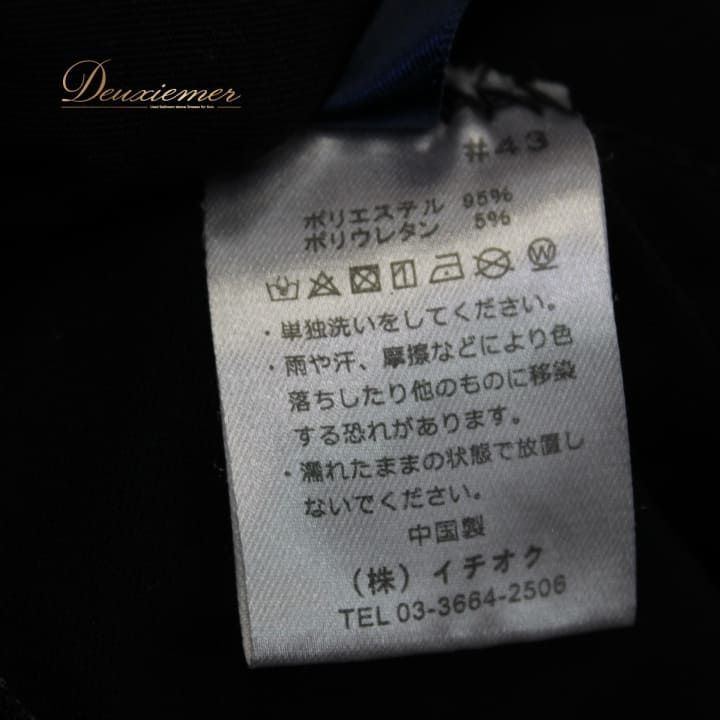 Deuxiemer
#43
ポリエステル 95%
ポリウレタン 5%
W
・単独洗いをしてください。
・雨や汗、摩擦などにより色
落ちしたり他のものに移染
する恐れがあります。
・濡れたままの状態で放置し
ないでください。
中国製
(株)イチオク
TEL 03-3664-2506